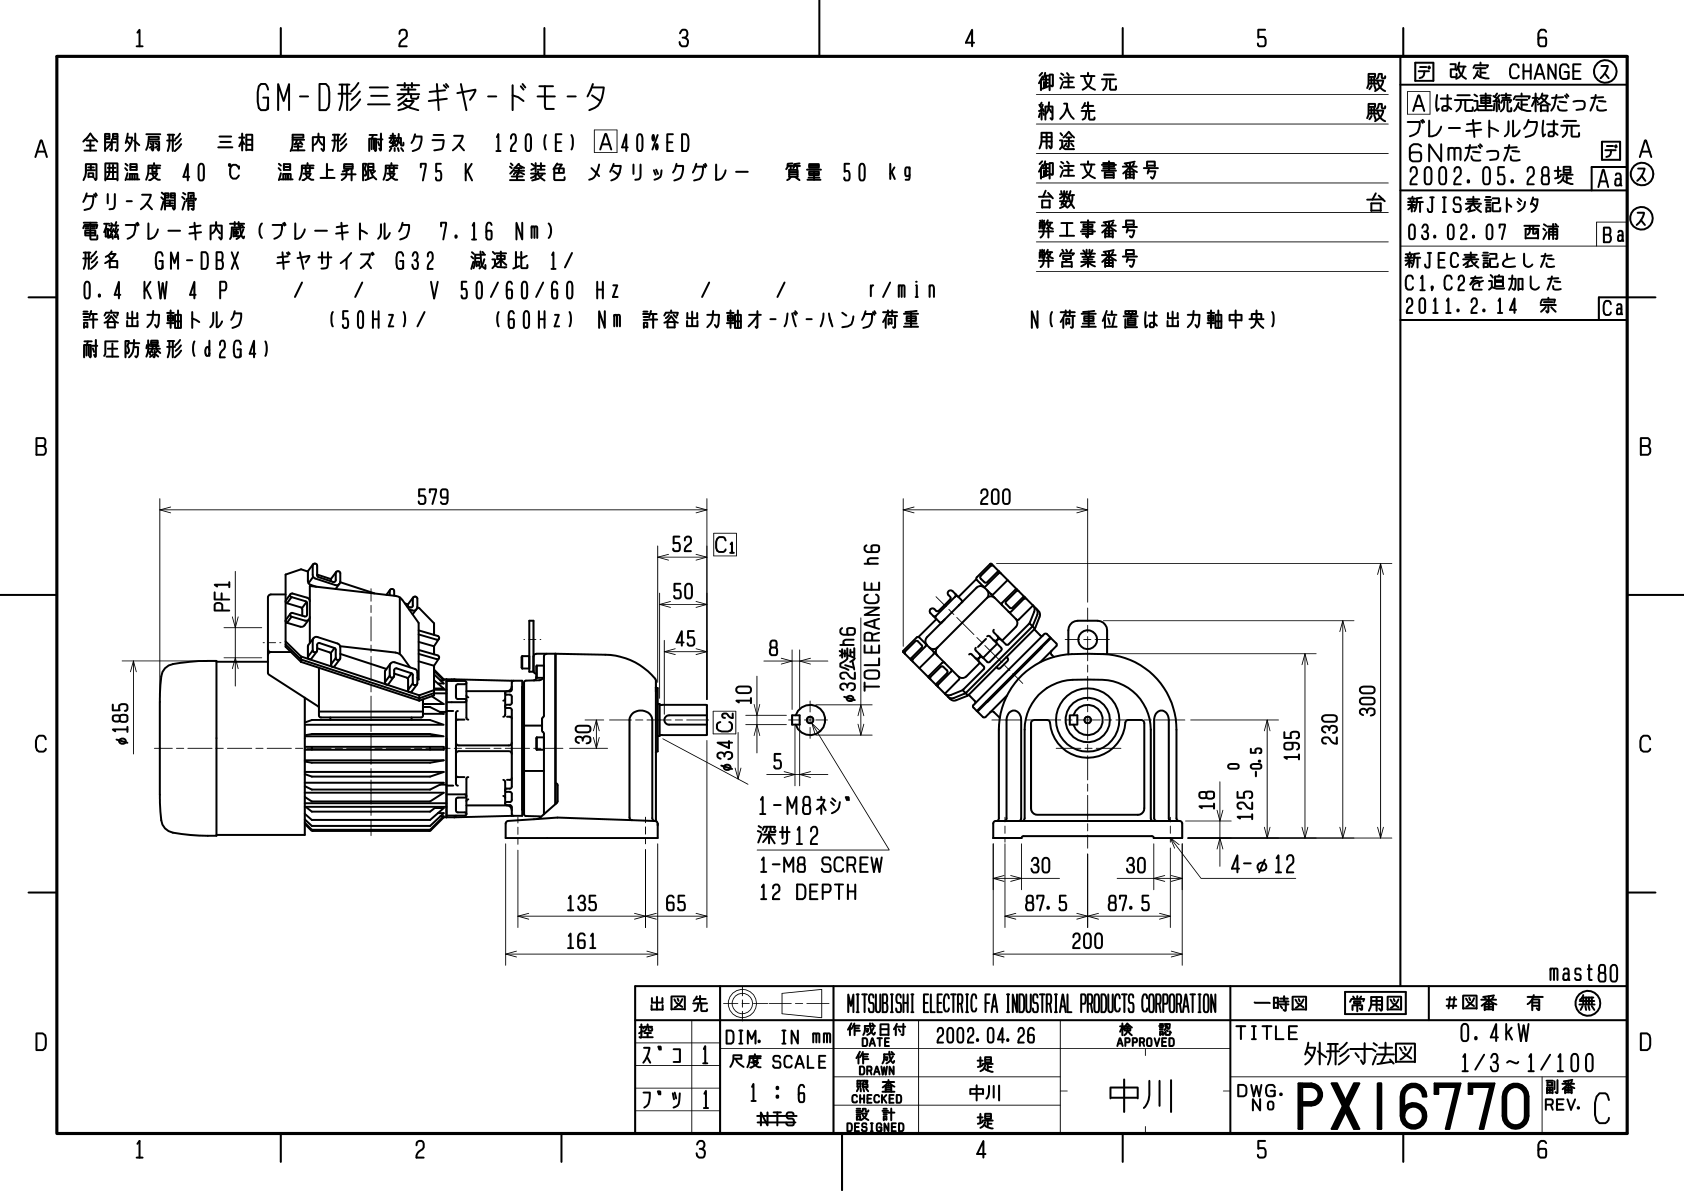 1 2 3 4 5 6
GM-D形三菱ギヤードモータ
全閉外扇形 三相 屋内形 耐熱クラス 120(E) A 40%ED
周囲温度 40 ℃ 温度上昇限度 75 K 塗装色 メタリックグレー 質量 50 kg
グリース潤滑
電磁ブレーキ内蔵(ブレーキトルク 7.16 Nm)
形名 GM-DBX ギヤサイズ G32 減速比 1/
0.4 KW 4 P / / V 50/60/60 Hz / / r/min
許容出力軸トルク (50Hz)/ (60Hz) Nm 許容出力軸オーバーハング荷重 N(荷重位置は出力軸中央)
耐圧防爆形(d2G4)
御注文元 殿
納入先 殿
用途
御注文書番号
台数 台
弊工事番号
弊営業番号
デ 改定 CHANGE ス
A は元連続定格だった
ブレーキトルクは元
6Nmだった デ
2002.05.28堤 Aa ス
新JIS表記トシタ ス
03.02.07 西浦 Ba
新JEC表記とした
C1,C2を追加した
2011.2.14 宗 Ca
A
B
C
D
A
B
C
D
579
52 C1
50
45
PF1
φ185
30
C2
φ34
135 65
161
8
10
5
φ32公差h6
TOLERANCE h6
1-M8ネジ
深サ12
1-M8 SCREW
12 DEPTH
200
300
230
195
125 0 -0.5
18
4-φ12
30 30
87.5 87.5
200
mast80
出図先
控
ズコ 1
ブツ 1
DIM. IN mm
尺度 SCALE
1 : 6
NTS
MITSUBISHI ELECTRIC FA INDUSTRIAL PRODUCTS CORPORATION
作成日付 DATE 2002.04.26
作成 DRAWN 堤
照査 CHECKED 中川
設計 DESIGNED 堤
検認 APPROVED
中川
一時図 常用図 #図番 有 無
TITLE 0.4kW
外形寸法図 1/3~1/100
DWG. No PX16770 副番 REV. C
1 2 3 4 5 6